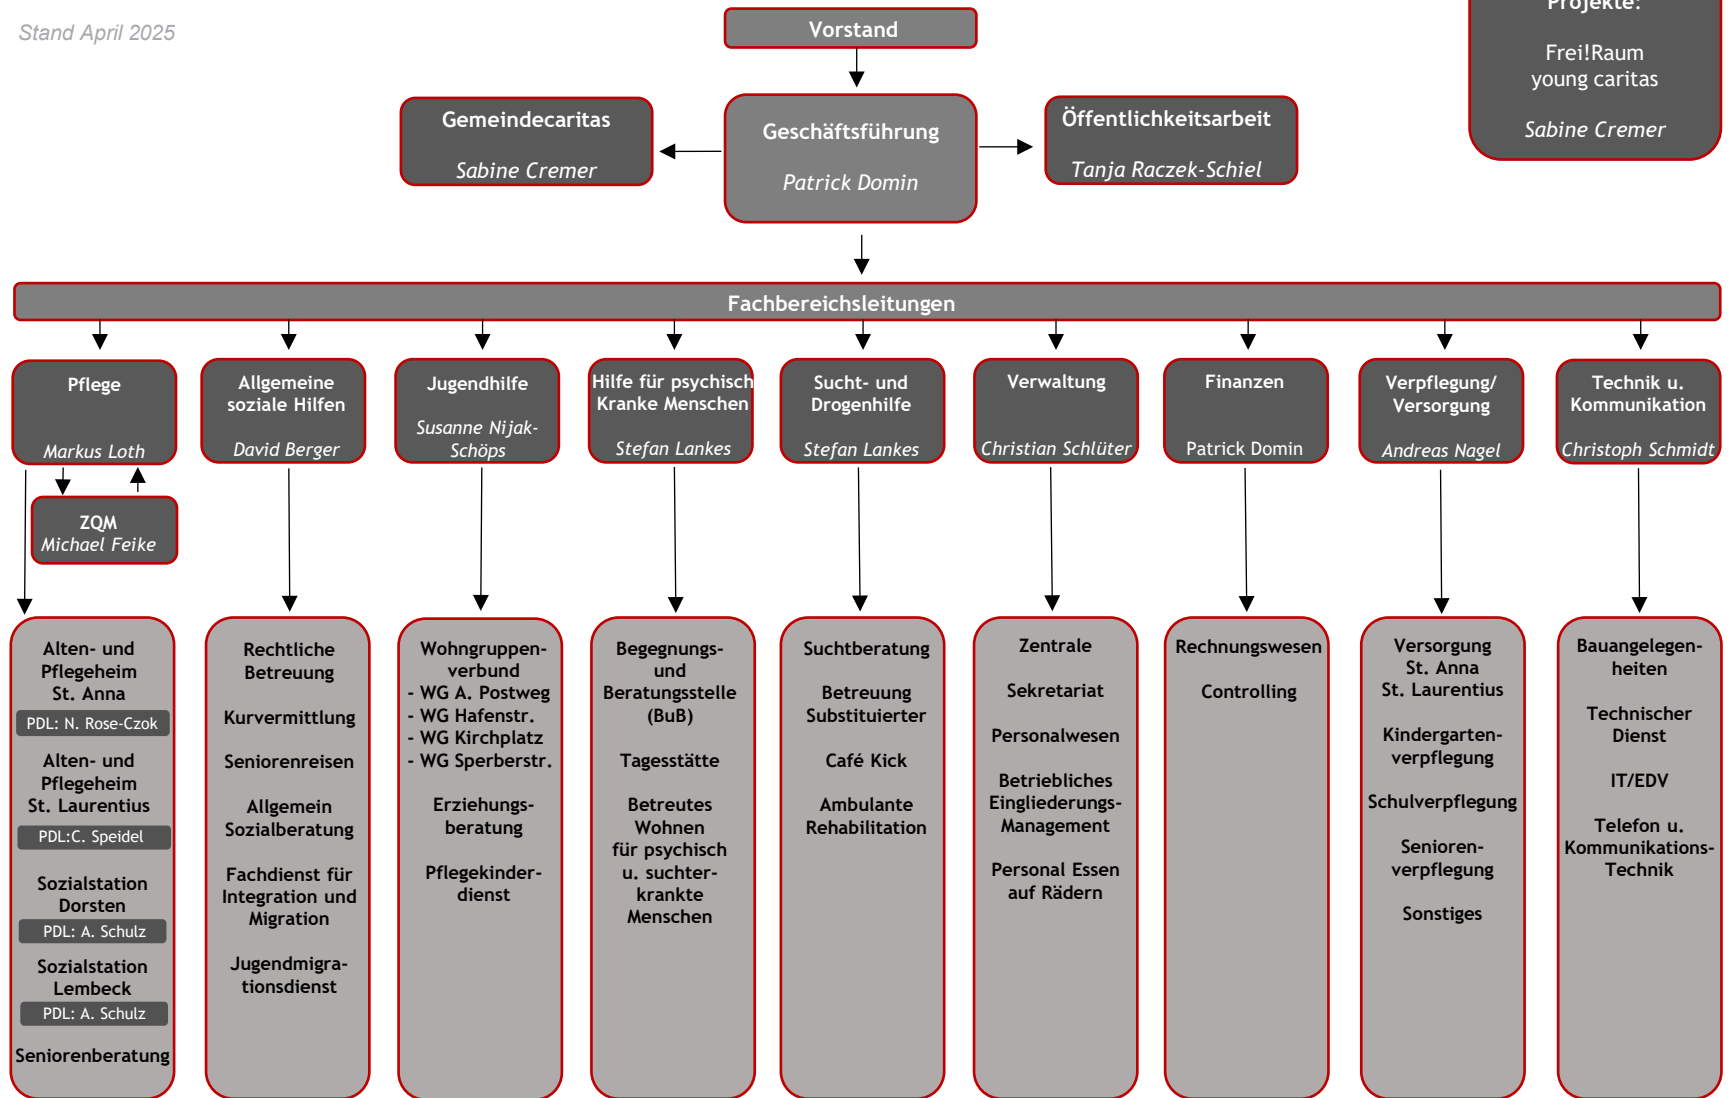 Stand April 2025
Vorstand
Projekte:
Frei!Raum
young caritas
Sabine Cremer
Gemeindecaritas
Sabine Cremer
Geschäftsführung
Patrick Domin
Öffentlichkeitsarbeit
Tanja Raczek-Schiel
Fachbereichsleitungen
Pflege
Markus Loth
ZQM
Michael Feike
Allgemeine
soziale Hilfen
David Berger
Jugendhilfe
Susanne Nijak-
Schöps
Hilfe für psychisch
Kranke Menschen
Stefan Lankes
Sucht- und
Drogenhilfe
Stefan Lankes
Verwaltung
Christian Schlüter
Finanzen
Patrick Domin
Verpflegung/
Versorgung
Andreas Nagel
Technik u.
Kommunikation
Christoph Schmidt
Alten- und
Pflegeheim
St. Anna
PDL: N. Rose-Czok
Alten- und
Pflegeheim
St. Laurentius
PDL:C. Speidel
Sozialstation
Dorsten
PDL: A. Schulz
Sozialstation
Lembeck
PDL: A. Schulz
Seniorenberatung
Rechtliche
Betreuung
Kurvermittlung
Seniorenreisen
Allgemein
Sozialberatung
Fachdienst für
Integration und
Migration
Jugendmigra-
tionsdienst
Wohngruppen-
verbund
- WG A. Postweg
- WG Hafenstr.
- WG Kirchplatz
- WG Sperberstr.
Erziehungs-
beratung
Pflegekinder-
dienst
Begegnungs-
und
Beratungsstelle
(BuB)
Tagesstätte
Betreutes
Wohnen
für psychisch
u. suchter-
krankte
Menschen
Suchtberatung
Betreuung
Substituierter
Café Kick
Ambulante
Rehabilitation
Zentrale
Sekretariat
Personalwesen
Betriebliches
Eingliederungs-
Management
Personal Essen
auf Rädern
Rechnungswesen
Controlling
Versorgung
St. Anna
St. Laurentius
Kindergarten-
verpflegung
Schulverpflegung
Senioren-
verpflegung
Sonstiges
Bauangelegen-
heiten
Technischer
Dienst
IT/EDV
Telefon u.
Kommunikations-
Technik